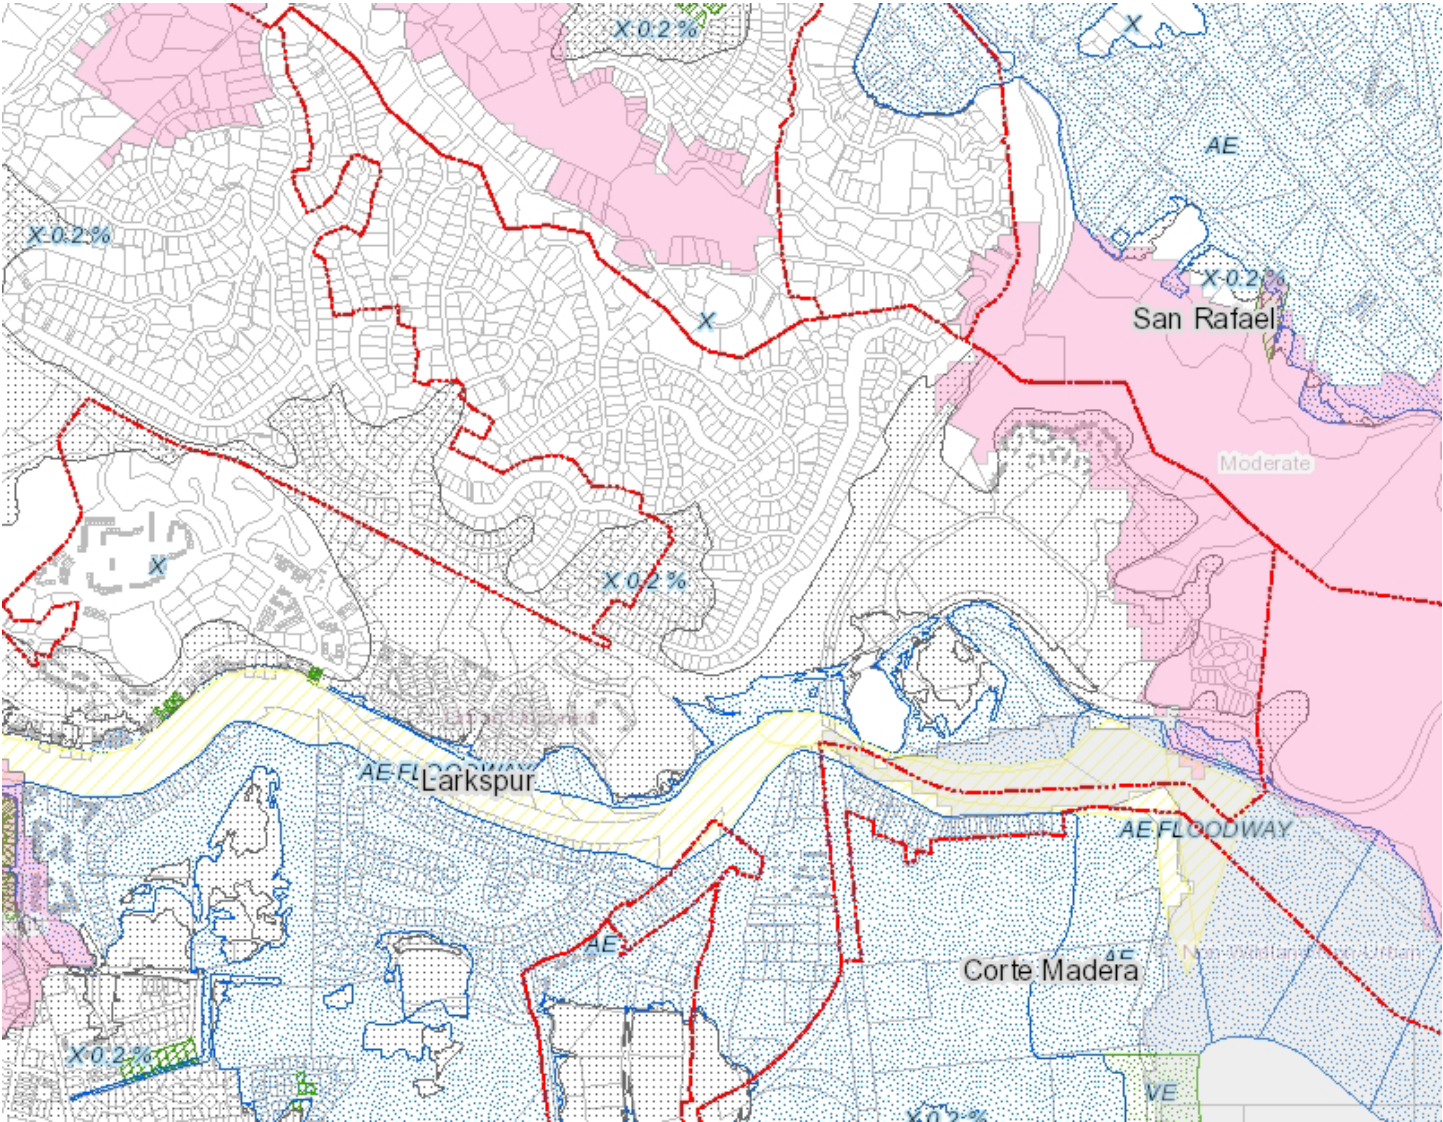 X 0.2 %
X
AE
X 0.2 %
X 0.2 %
San Rafael
X
Moderate
X
X 0.2 %
AE FLOODWAY
Larkspur
AE FLOODWAY
AE
AE
Corte Madera
X 0.2 %
VE
X 0.2 %